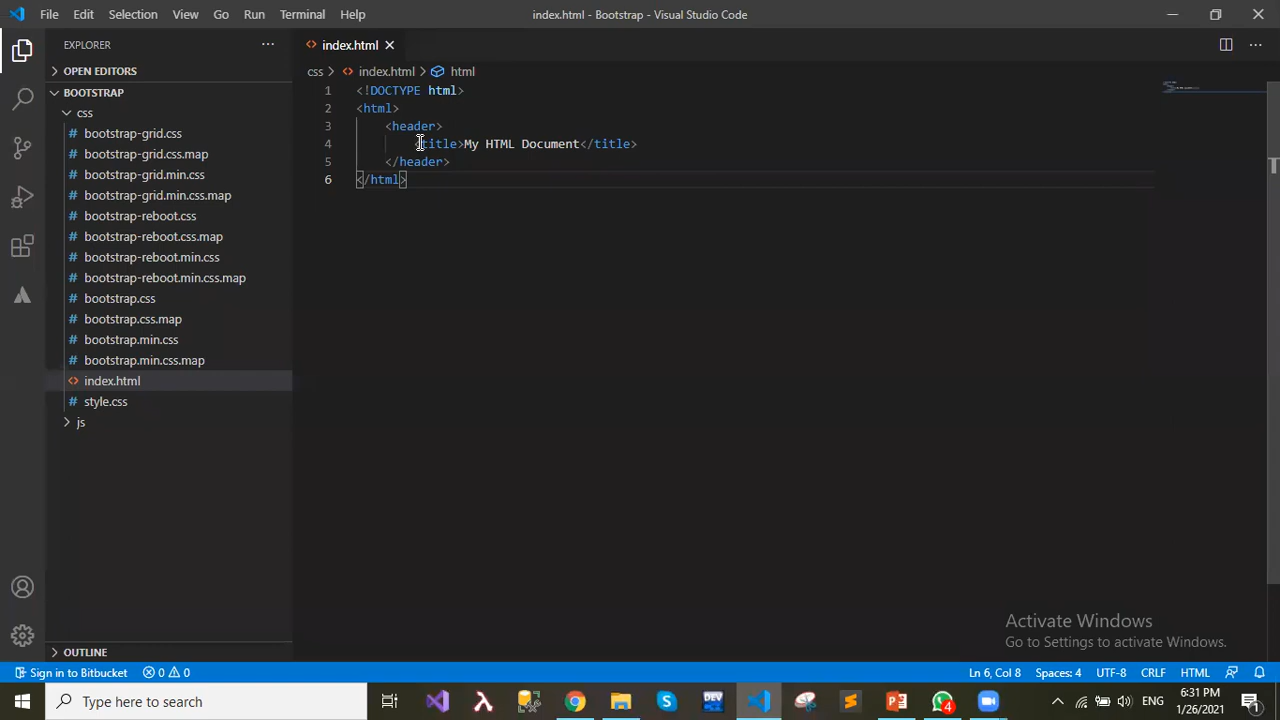 File Edit Selection View Go Run Terminal Help
index.html - Bootstrap - Visual Studio Code
EXPLORER
OPEN EDITORS
BOOTSTRAP
css
# bootstrap-grid.css
# bootstrap-grid.css.map
# bootstrap-grid.min.css
# bootstrap-grid.min.css.map
# bootstrap-reboot.css
# bootstrap-reboot.css.map
# bootstrap-reboot.min.css
# bootstrap-reboot.min.css.map
# bootstrap.css
# bootstrap.css.map
# bootstrap.min.css
# bootstrap.min.css.map
<> index.html
# style.css
js
OUTLINE
<> index.html
css > <> index.html > html
1 <!DOCTYPE html>
2 <html>
3 <header>
4 <title>My HTML Document</title>
5 </header>
6 </html>
Activate Windows
Go to Settings to activate Windows.
Sign in to Bitbucket 0 0 Ln 6, Col 8 Spaces: 4 UTF-8 CRLF HTML
Type here to search
4
ENG
6:31 PM
1/26/2021
1